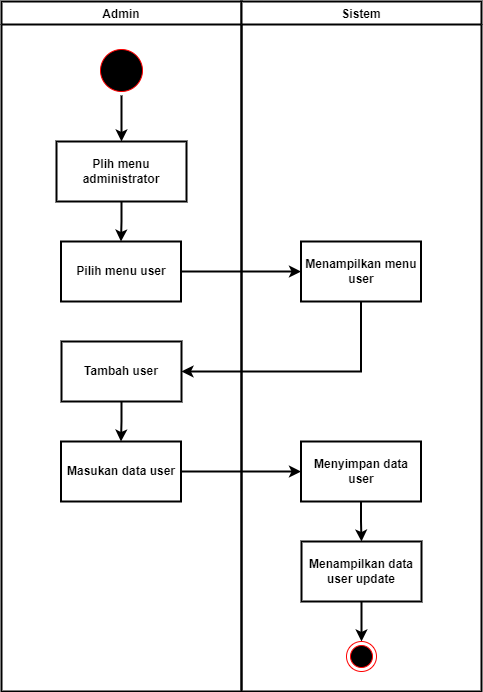 Admin
Sistem
Plih menu
administrator
Pilih menu user
Menampilkan menu
user
Tambah user
Masukan data user
Menyimpan data
user
Menampilkan data
user update